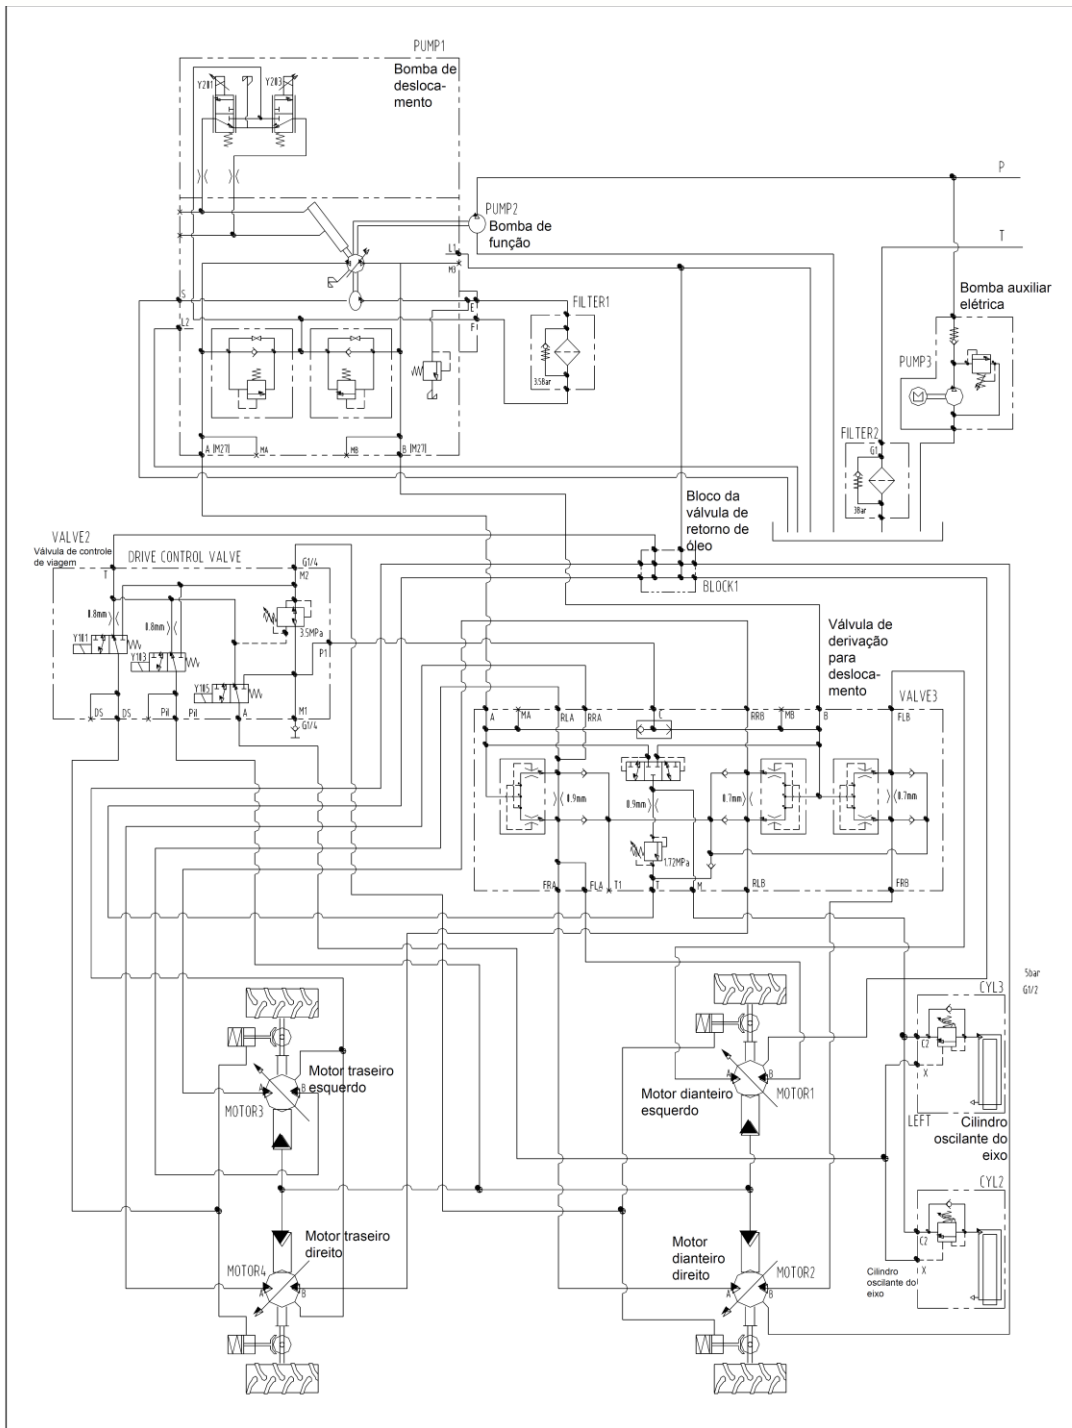 PUMP1
Bomba de
desloca-
mento
Y201
Y203
P
PUMP2
Bomba de
função
T
L1
M3
S
E
FILTER1
F
L2
Bomba auxiliar
elétrica
PUMP3
3.5Bar
FILTER2
G1
A (M27)
MA
MB
B (M27)
3Bar
Bloco da
válvula de
retorno de
óleo
BLOCK1
VALVE2
Válvula de controle
de viagem
DRIVE CONTROL VALVE
T
G1/4
M2
0.8mm
0.8mm
3.5MPa
Y101
Y103
Y105
P1
DS
DS
Pil
Pil
A
M1
G1/4
Válvula de
derivação
para
deslocamento
VALVE3
A
MA
RLA
RRA
C
RRB
MB
B
FLB
0.9mm
0.9mm
0.7mm
0.7mm
1.72MPa
FRA
FLA
T1
T
M
RLB
FRB
5bar
G1/2
CYL3
C2
X
LEFT
Cilindro
oscilante do
eixo
Motor traseiro
esquerdo
A
B
MOTOR3
Motor dianteiro
esquerdo
A
B
MOTOR1
CYL2
C2
X
Cilindro
oscilante do
eixo
Motor traseiro
direito
MOTOR4
A
B
Motor
dianteiro
direito
MOTOR2
A
B